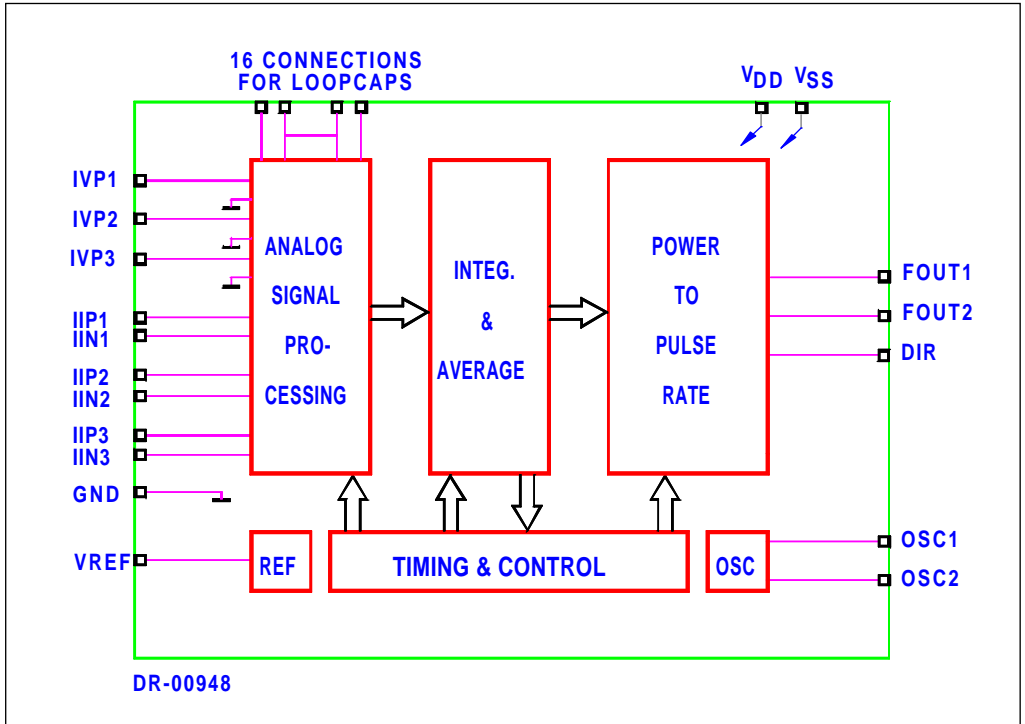 16 CONNECTIONS
FOR LOOPCAPS
VDD VSS
IVP1
IVP2
IVP3
IIP1
IIN1
IIP2
IIN2
IIP3
IIN3
GND
VREF
ANALOG
SIGNAL
PRO-
CESSING
INTEG.
&
AVERAGE
POWER
TO
PULSE
RATE
FOUT1
FOUT2
DIR
REF
TIMING & CONTROL
OSC
OSC1
OSC2
DR-00948